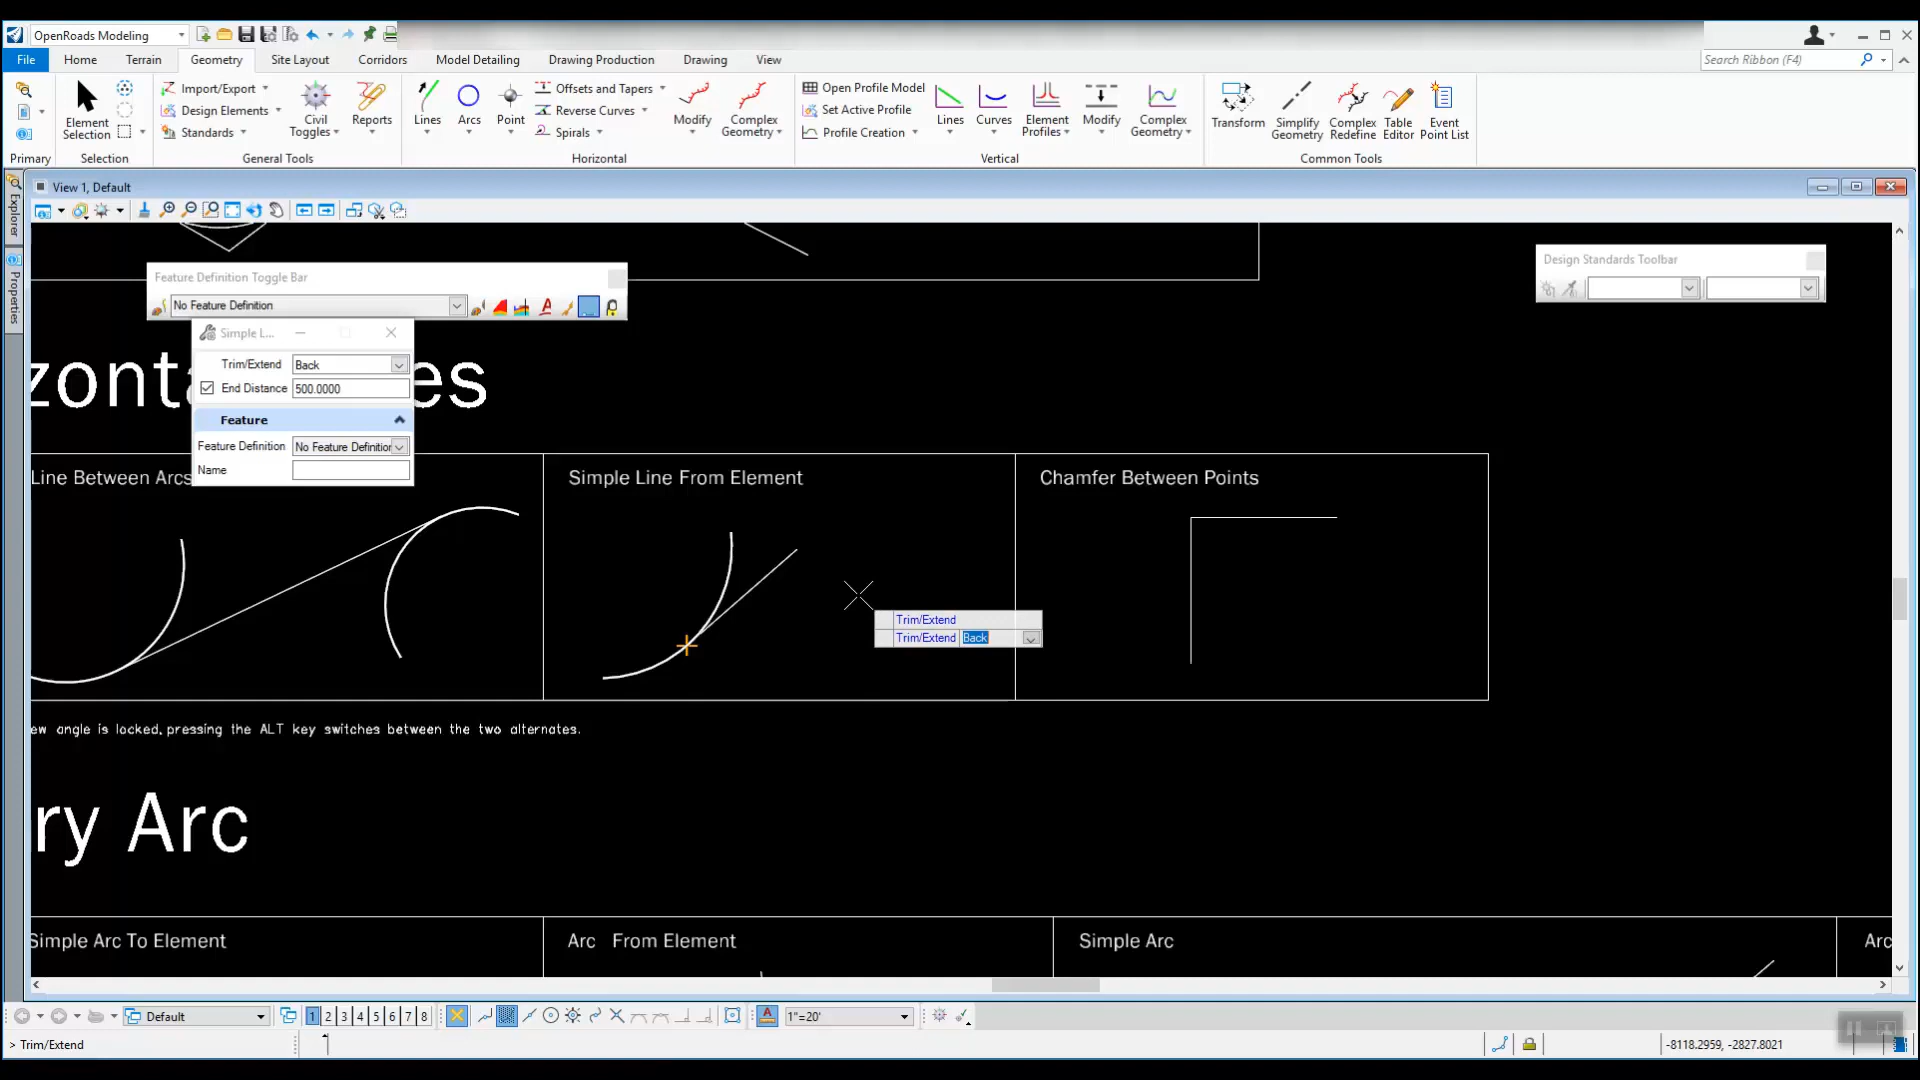 OpenRoads Modeling
Search Ribbon (F4)
File Home Terrain Geometry Site Layout Corridors Model Detailing Drawing Production Drawing View
Element Selection
Import/Export
Design Elements
Standards
Civil Toggles
Reports
Lines
Arcs
Point
Offsets and Tapers
Reverse Curves
Spirals
Modify
Complex Geometry
Open Profile Model
Set Active Profile
Profile Creation
Lines
Curves
Element Profiles
Modify
Complex Geometry
Transform
Simplify Geometry
Complex Redefine
Table Editor
Event Point List
Primary Selection General Tools Horizontal Vertical Common Tools
Explorer
Properties
View 1, Default
Feature Definition Toggle Bar
No Feature Definition
Design Standards Toolbar
Simple L...
Trim/Extend Back
End Distance 500.0000
Feature
Feature Definition No Feature Definition
Name
zonta
es
Line Between Arcs
Simple Line From Element
Chamfer Between Points
Trim/Extend
Trim/Extend Back
ew angle is locked, pressing the ALT key switches between the two alternates.
ry Arc
Simple Arc To Element
Arc From Element
Simple Arc
Arc
Default
1 2 3 4 5 6 7 8
1"=20'
> Trim/Extend
-8118.2959, -2827.8021